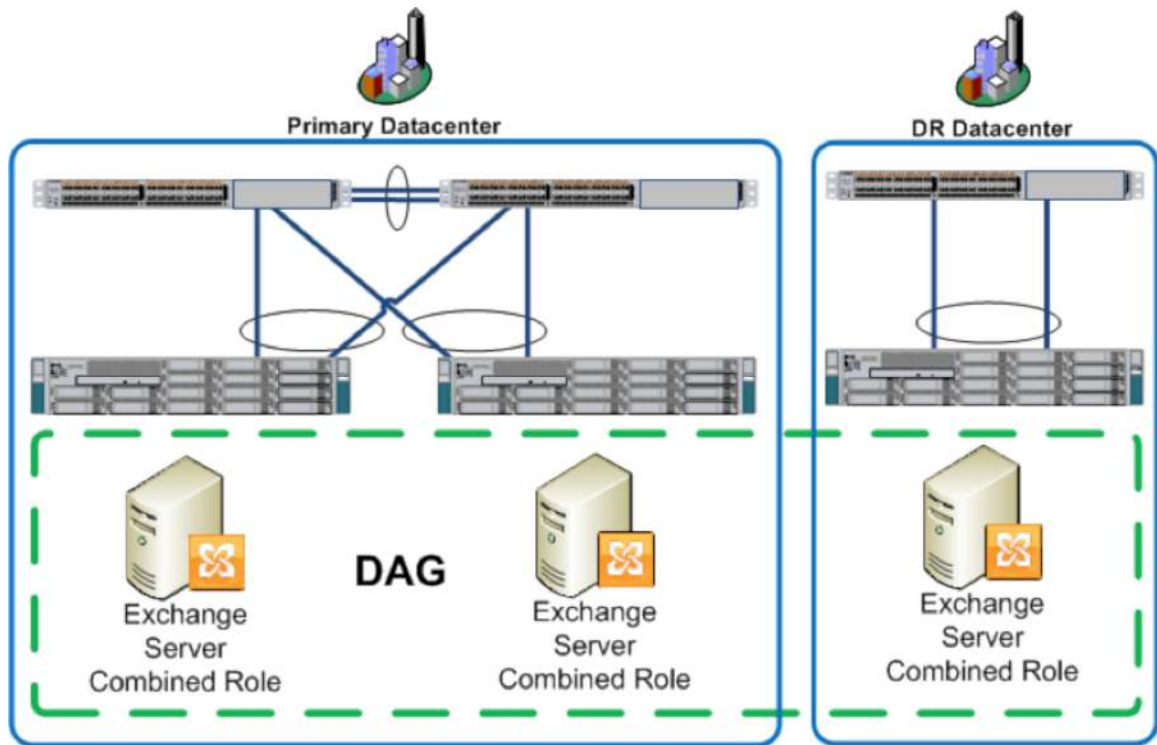 Primary Datacenter
DR Datacenter
DAG
Exchange
Server
Combined Role
Exchange
Server
Combined Role
Exchange
Server
Combined Role